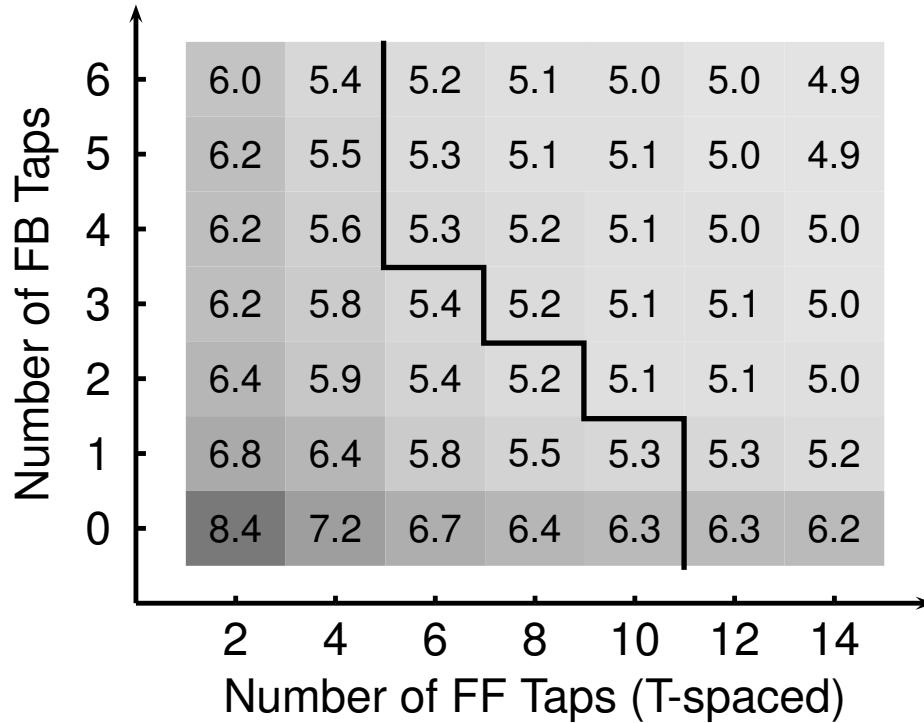 Number of FB Taps
6 6.0 5.4 5.2 5.1 5.0 5.0 4.9
5 6.2 5.5 5.3 5.1 5.1 5.0 4.9
4 6.2 5.6 5.3 5.2 5.1 5.0 5.0
3 6.2 5.8 5.4 5.2 5.1 5.1 5.0
2 6.4 5.9 5.4 5.2 5.1 5.1 5.0
1 6.8 6.4 5.8 5.5 5.3 5.3 5.2
0 8.4 7.2 6.7 6.4 6.3 6.3 6.2
2 4 6 8 10 12 14
Number of FF Taps (T-spaced)